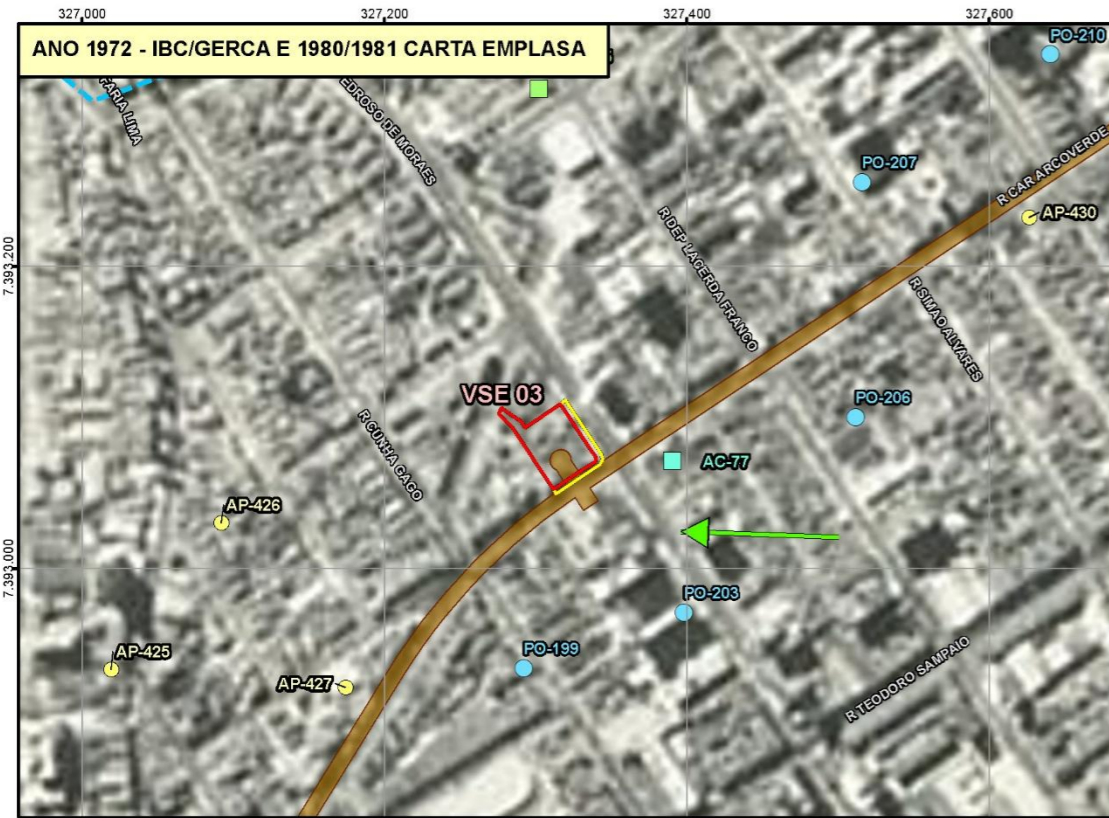 327,000
327,200
327,400
327,600
ANO 1972 - IBC/GERCA E 1980/1981 CARTA EMPLASA
PO-210
FARIA LIMA
EDROSO DE MORAES
PO-207
R CAR ARCOVERDE
AP-430
R DEP LACERDA FRANCO
7.393.200
R SIMAO ALVARES
VSE 03
PO-206
R CUNHA GAGO
AC-77
AP-426
7.393.000
PO-203
AP-425
PO-199
AP-427
R TEODORO SAMPAIO